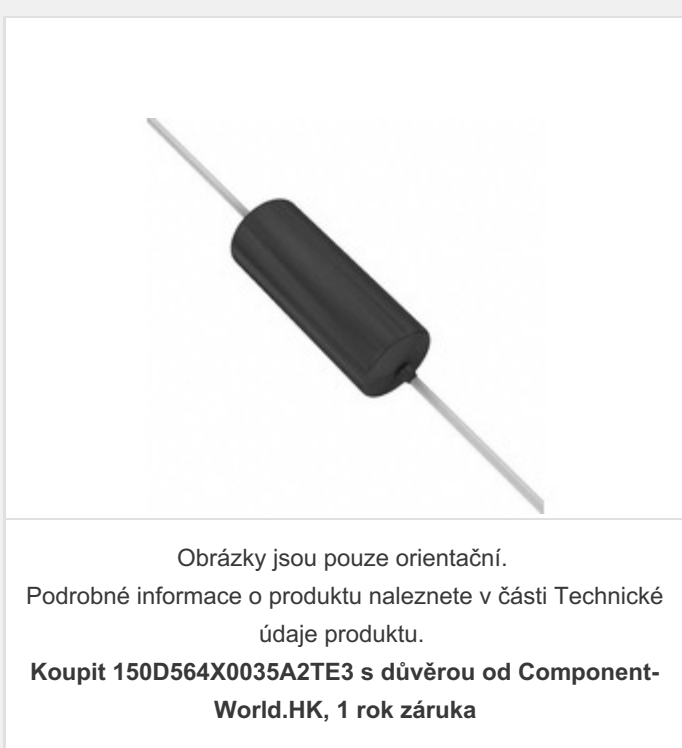 Obrázky jsou pouze orientační.
Podrobné informace o produktu naleznete v části Technické
údaje produktu.
Koupit 150D564X0035A2TE3 s důvěrou od Component-
World.HK, 1 rok záruka